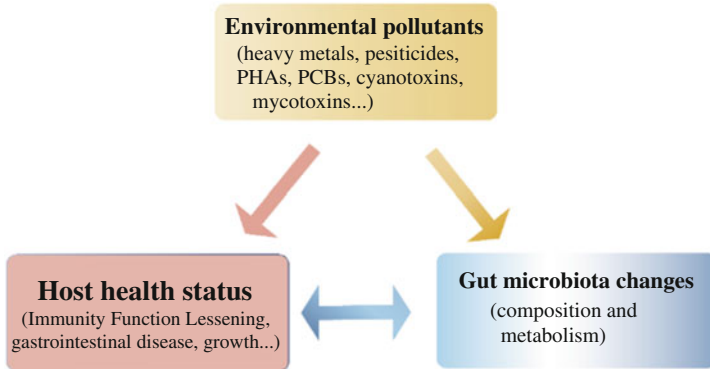 Environmental pollutants
(heavy metals, pesiticides,
PHAs, PCBs, cyanotoxins,
mycotoxins...)
Host health status
(Immunity Function Lessening,
gastrointestinal disease, growth...)
Gut microbiota changes
(composition and
metabolism)